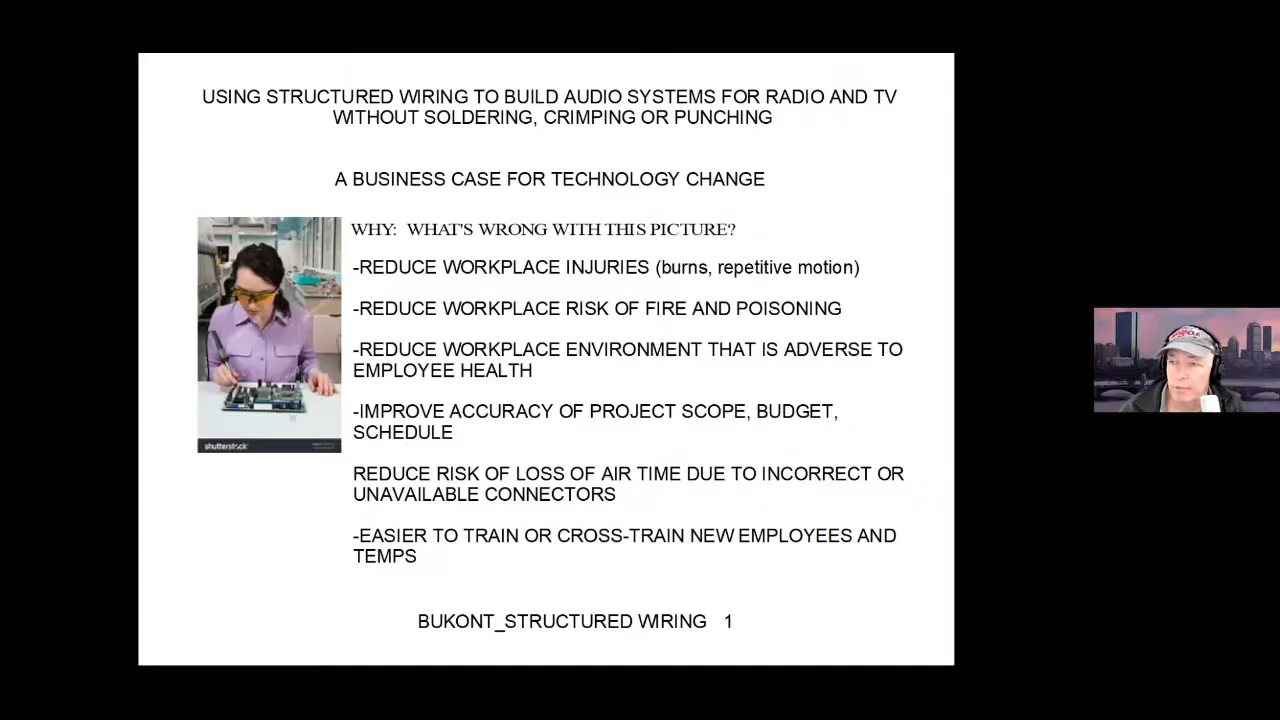 USING STRUCTURED WIRING TO BUILD AUDIO SYSTEMS FOR RADIO AND TV
WITHOUT SOLDERING, CRIMPING OR PUNCHING
A BUSINESS CASE FOR TECHNOLOGY CHANGE
WHY: WHAT'S WRONG WITH THIS PICTURE?
-REDUCE WORKPLACE INJURIES (burns, repetitive motion)
-REDUCE WORKPLACE RISK OF FIRE AND POISONING
-REDUCE WORKPLACE ENVIRONMENT THAT IS ADVERSE TO
EMPLOYEE HEALTH
-IMPROVE ACCURACY OF PROJECT SCOPE, BUDGET,
SCHEDULE
REDUCE RISK OF LOSS OF AIR TIME DUE TO INCORRECT OR
UNAVAILABLE CONNECTORS
-EASIER TO TRAIN OR CROSS-TRAIN NEW EMPLOYEES AND
TEMPS
shutterstock
BUKONT_STRUCTURED WIRING 1